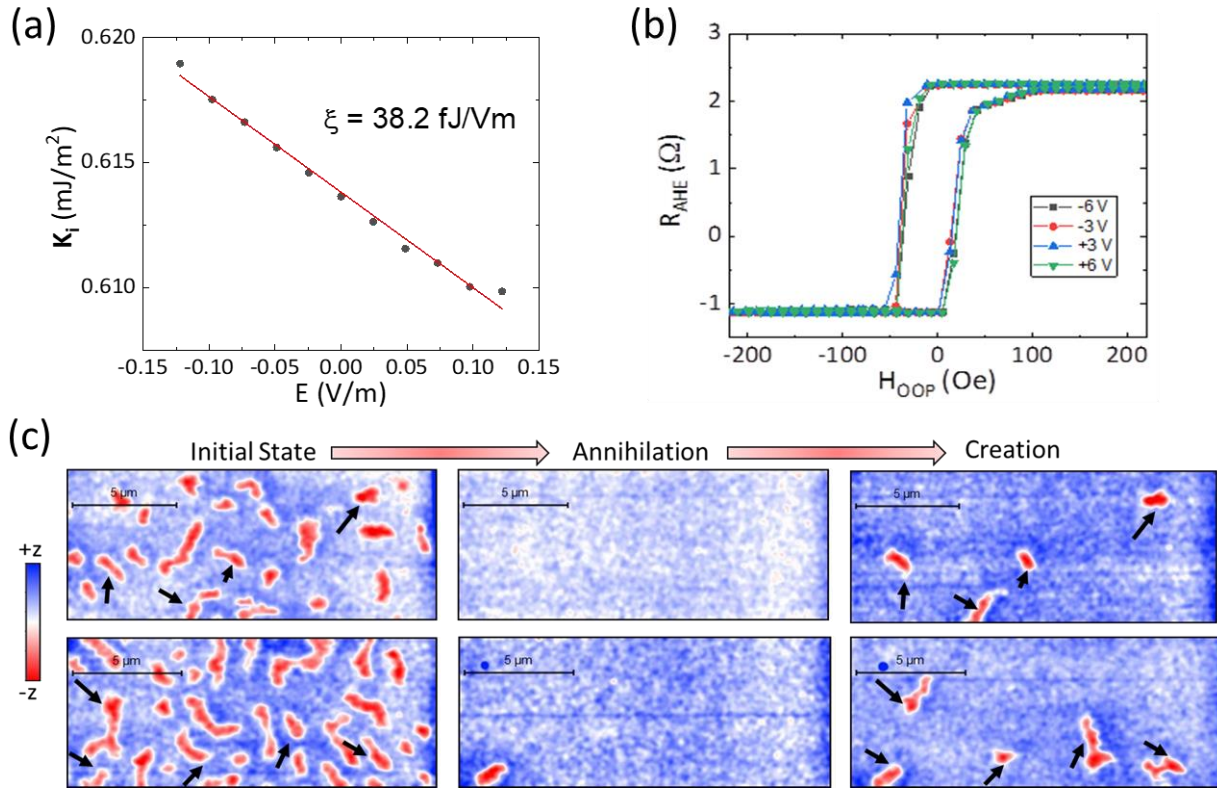 (a)
0.620
0.615
0.610
K_i (mJ/m²)
ξ = 38.2 fJ/Vm
-0.15 -0.10 -0.05 0.00 0.05 0.10 0.15
E (V/m)
(b)
3
2
1
0
-1
R_AHE (Ω)
-6 V
-3 V
+3 V
+6 V
-200 -100 0 100 200
H_OOP (Oe)
(c)
Initial State Annihilation Creation
+z
-z
5 μm 5 μm 5 μm
5 μm 5 μm 5 μm